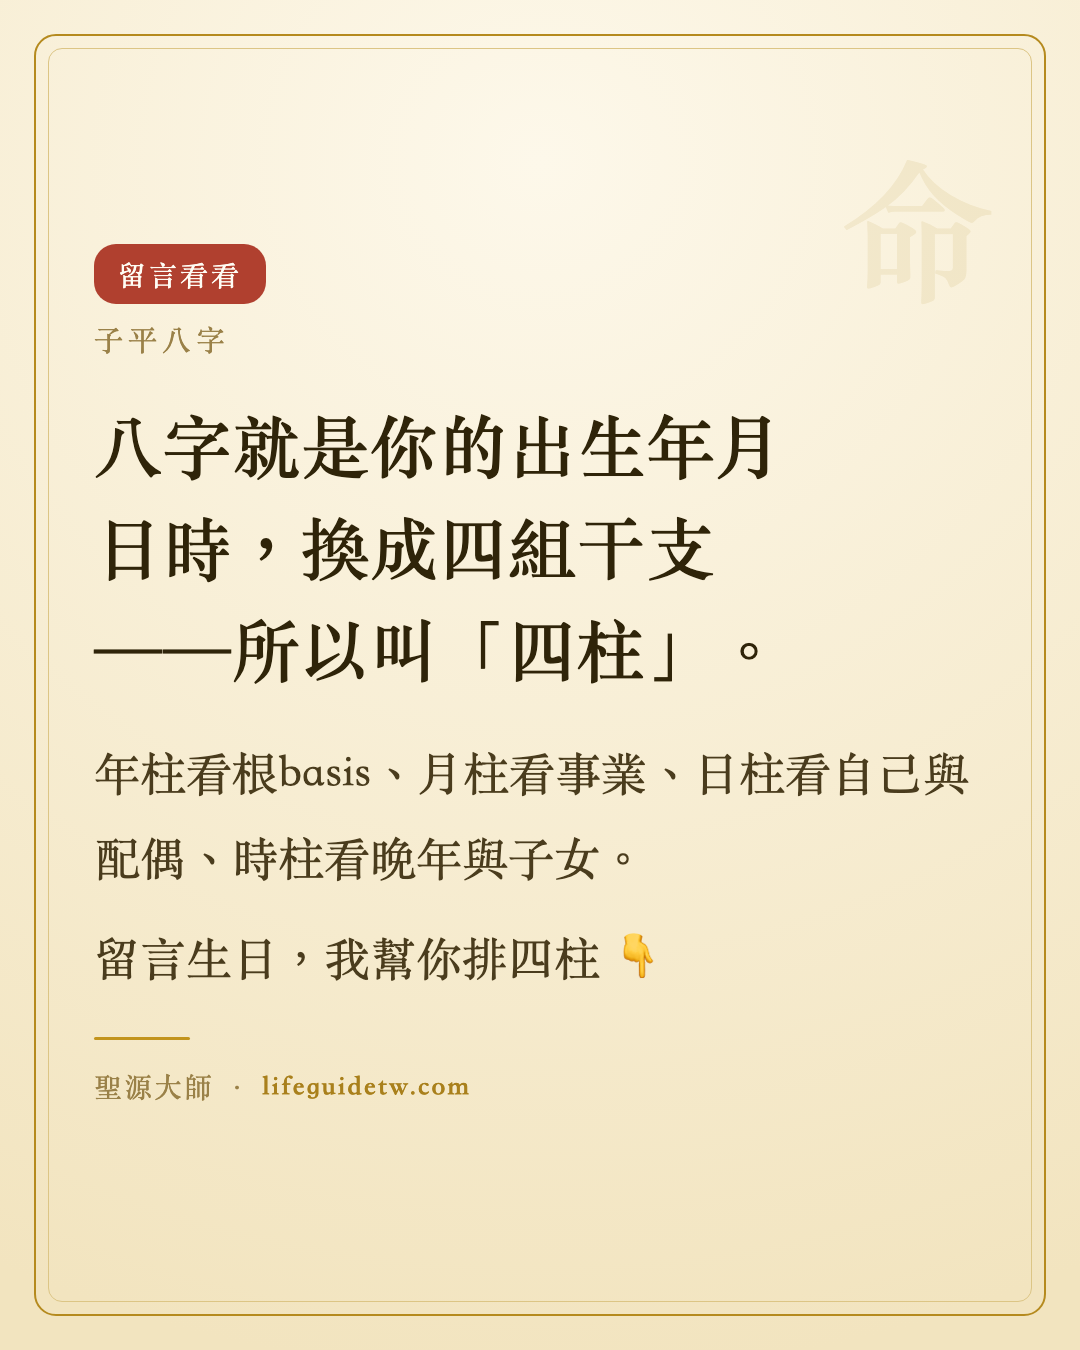 命
留言看看
子平八字
八字就是你的出生年月
日時，換成四組干支
——所以叫「四柱」。
年柱看根basis、月柱看事業、日柱看自己與
配偶、時柱看晚年與子女。
留言生日，我幫你排四柱 👇
聖源大師 · lifeguidetw.com